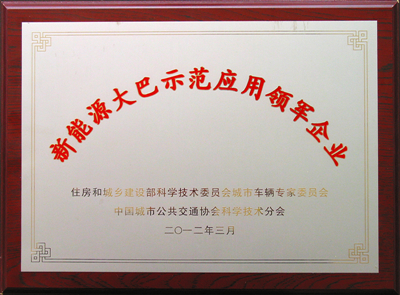 新能源大巴示范应用领军企业
住房和城乡建设部科学技术委员会城市车辆专家委员会
中国城市公共交通协会科学技术分会
二〇一二年三月